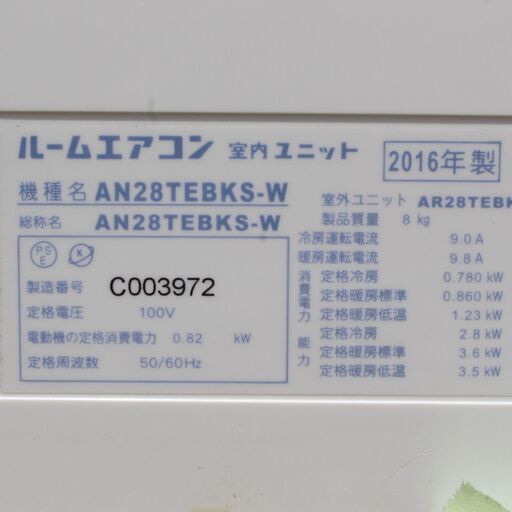 ルームエアコン 室内ユニット 2016年製
機種名 AN28TEBKS-W
総称名 AN28TEBKS-W
PS E K
製造番号 C003972
定格電圧 100V
電動機の定格消費電力 0.82 kW
定格周波数 50/60Hz
室外ユニット AR28TEBK
製品質量 8 kg
冷房運転電流 9.0 A
暖房運転電流 9.8 A
消費電力 定格冷房 0.780 kW
定格暖房標準 0.860 kW
定格暖房低温 1.23 kW
能力 定格冷房 2.8 kW
定格暖房標準 3.6 kW
定格暖房低温 3.5 kW